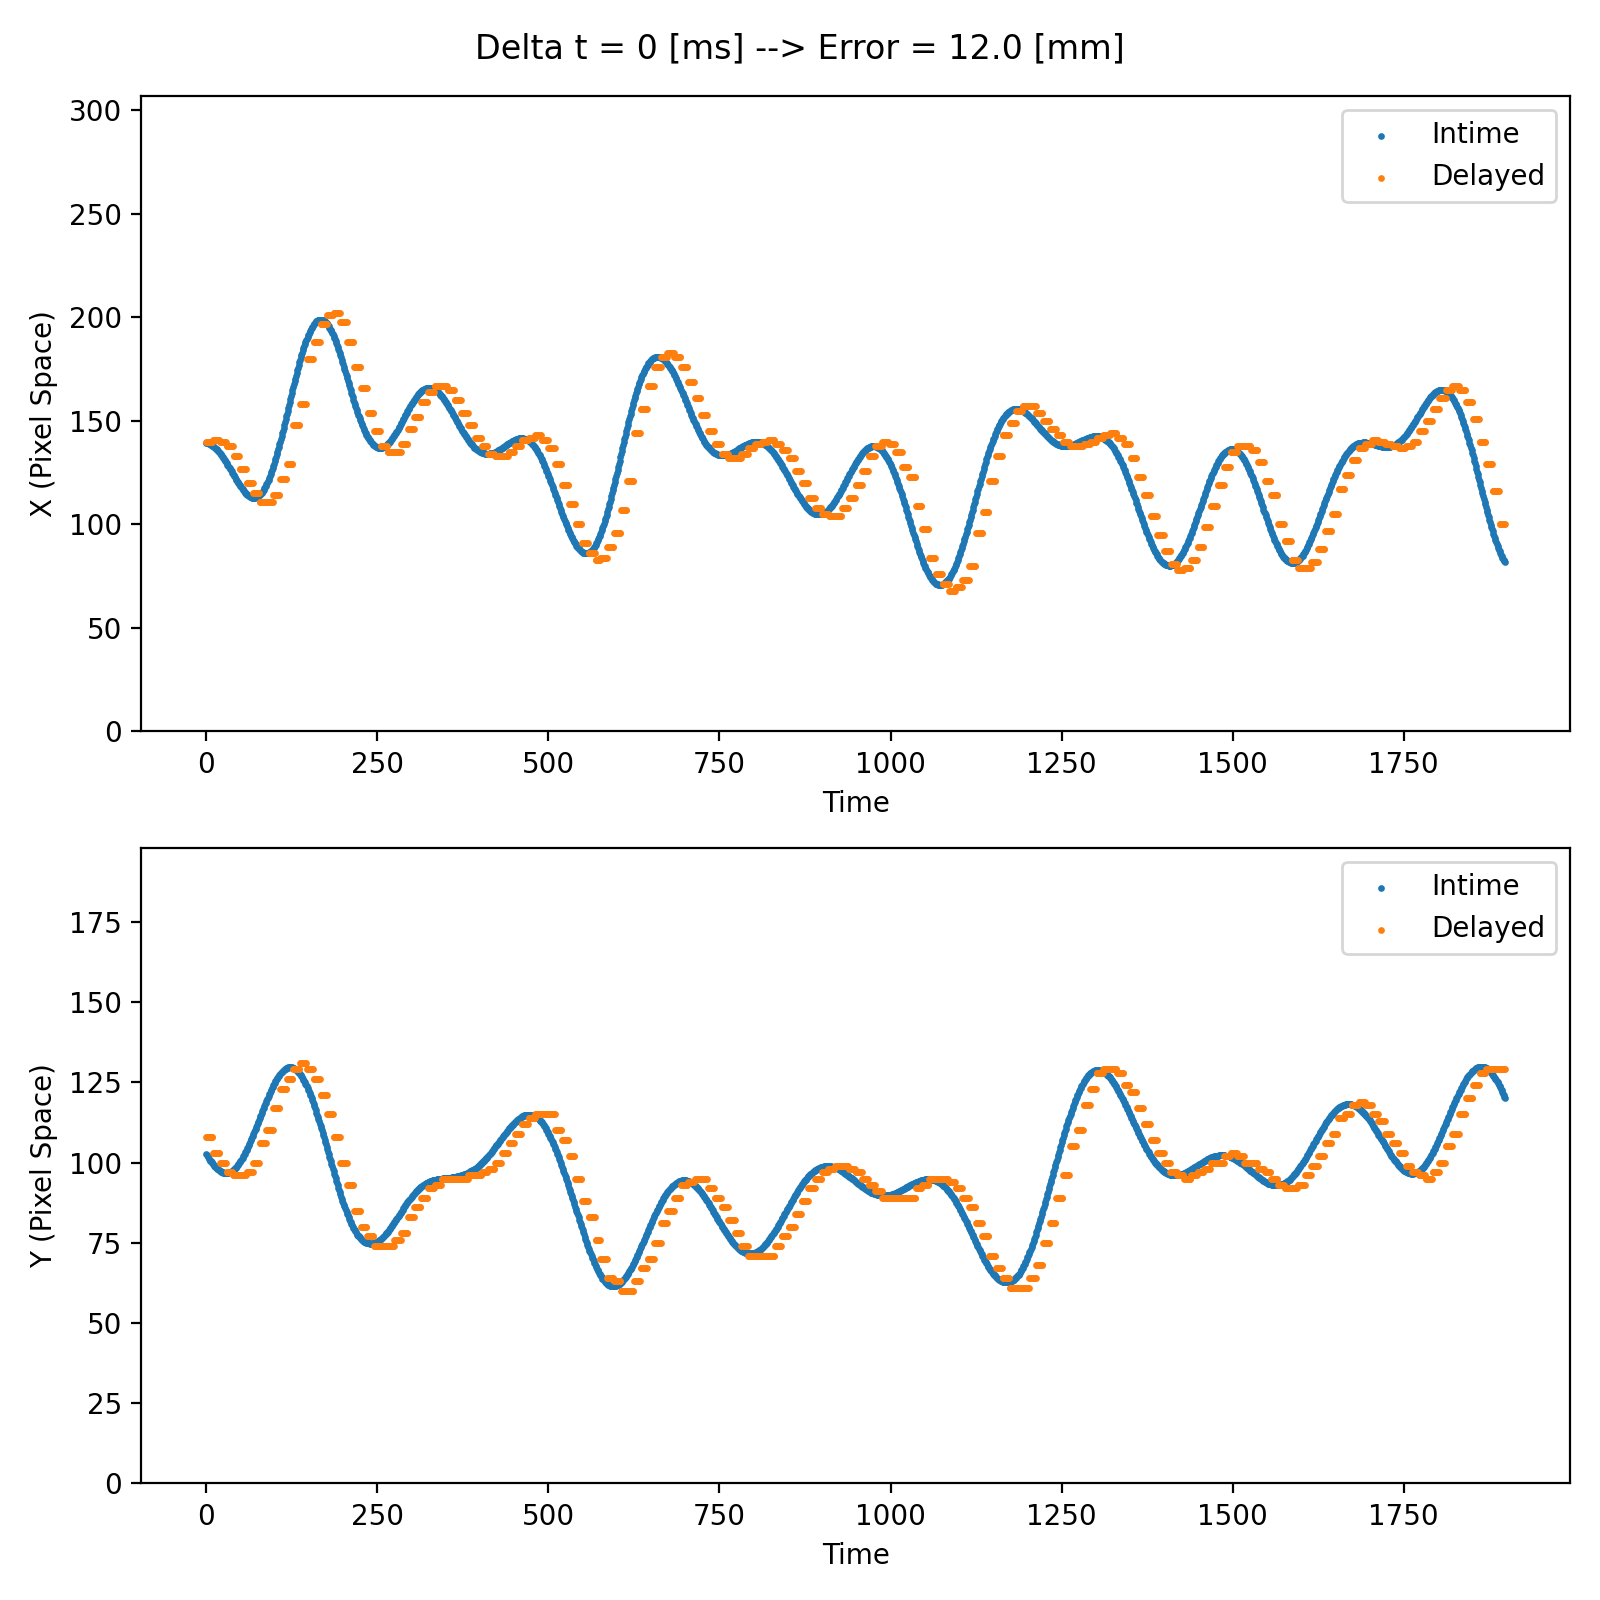 Delta t = 0 [ms] --> Error = 12.0 [mm]
300
250
200
150
100
50
0
X (Pixel Space)
Intime
Delayed
0 250 500 750 1000 1250 1500 1750
Time
175
150
125
100
75
50
25
0
Y (Pixel Space)
Intime
Delayed
0 250 500 750 1000 1250 1500 1750
Time